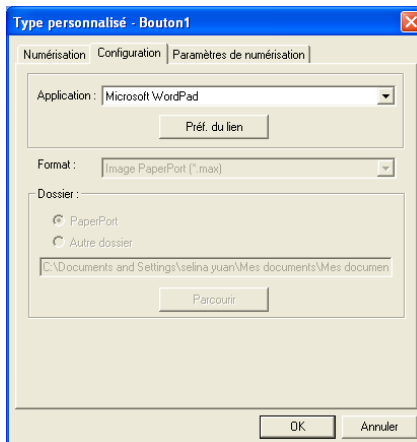 Type personnalisé - Bouton1
Numérisation Configuration Paramètres de numérisation
Application : Microsoft WordPad
Préf. du lien
Format : Image PaperPort (*.max)
Dossier :
PaperPort
Autre dossier
C:\Documents and Settings\selina yuan\Mes documents\Mes documen
Parcourir
OK Annuler